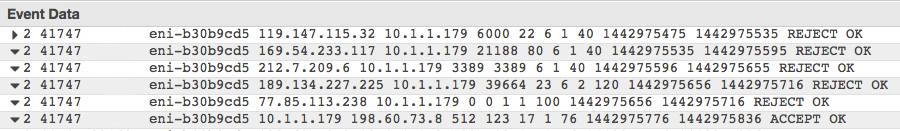 Event Data
2 41747 eni-b30b9cd5 119.147.115.32 10.1.1.179 6000 22 6 1 40 1442975475 1442975535 REJECT OK
2 41747 eni-b30b9cd5 169.54.233.117 10.1.1.179 21188 80 6 1 40 1442975535 1442975595 REJECT OK
2 41747 eni-b30b9cd5 212.7.209.6 10.1.1.179 3389 3389 6 1 40 1442975596 1442975655 REJECT OK
2 41747 eni-b30b9cd5 189.134.227.225 10.1.1.179 39664 23 6 2 120 1442975656 1442975716 REJECT OK
2 41747 eni-b30b9cd5 77.85.113.238 10.1.1.179 0 0 1 1 100 1442975656 1442975716 REJECT OK
2 41747 eni-b30b9cd5 10.1.1.179 198.60.73.8 512 123 17 1 76 1442975776 1442975836 ACCEPT OK